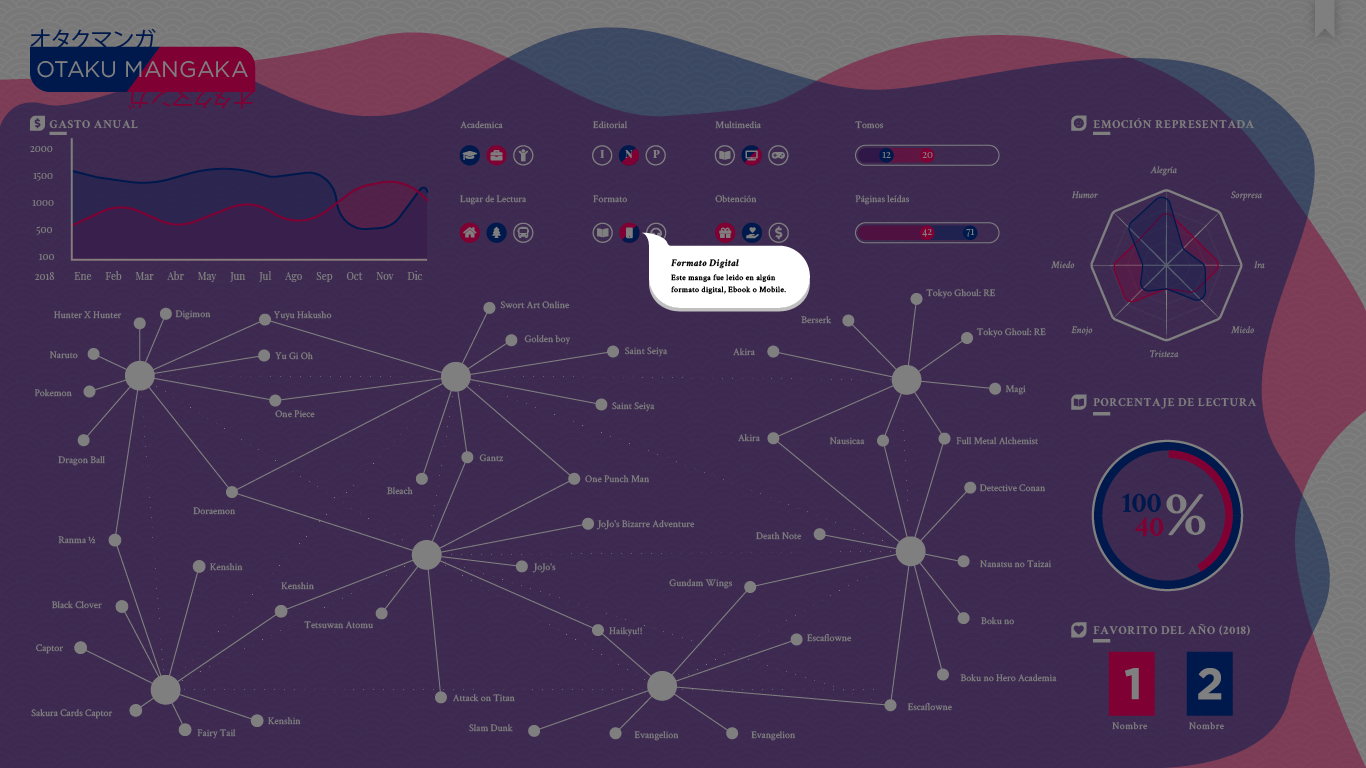 オタクマンガ
OTAKU MANGAKA
$ GASTO ANUAL
2000
1500
1000
500
100
2018 Ene Feb Mar Abr May Jun Jul Ago Sep Oct Nov Dic
Academica
Editorial
I N P
Multimedia
Tomos
12 20
Lugar de Lectura
Formato
Obtención
$
Páginas leídas
42 71
Formato Digital
Este manga fue leido en algún
formato digital, Ebook o Mobile.
EMOCIÓN REPRESENTADA
Alegría
Humor
Sorpresa
Miedo
Ira
Enojo
Miedo
Tristeza
Hunter X Hunter
Digimon
Yuyu Hakusho
Swort Art Online
Tokyo Ghoul: RE
Berserk
Naruto
Yu Gi Oh
Golden boy
Saint Seiya
Akira
Tokyo Ghoul: RE
Pokemon
One Piece
Saint Seiya
Magi
Dragon Ball
Gantz
Akira
Nausicaa
Full Metal Alchemist
Doraemon
Bleach
One Punch Man
Detective Conan
Ranma ½
JoJo's Bizarre Adventure
Death Note
Kenshin
Kenshin
JoJo's
Gundam Wings
Nanatsu no Taizai
Black Clover
Tetsuwan Atomu
Haikyu!!
Escaflowne
Boku no
Captor
Attack on Titan
Boku no Hero Academia
Sakura Cards Captor
Fairy Tail
Kenshin
Slam Dunk
Evangelion
Evangelion
Escaflowne
PORCENTAJE DE LECTURA
100
40
%
FAVORITO DEL AÑO (2018)
1 2
Nombre Nombre